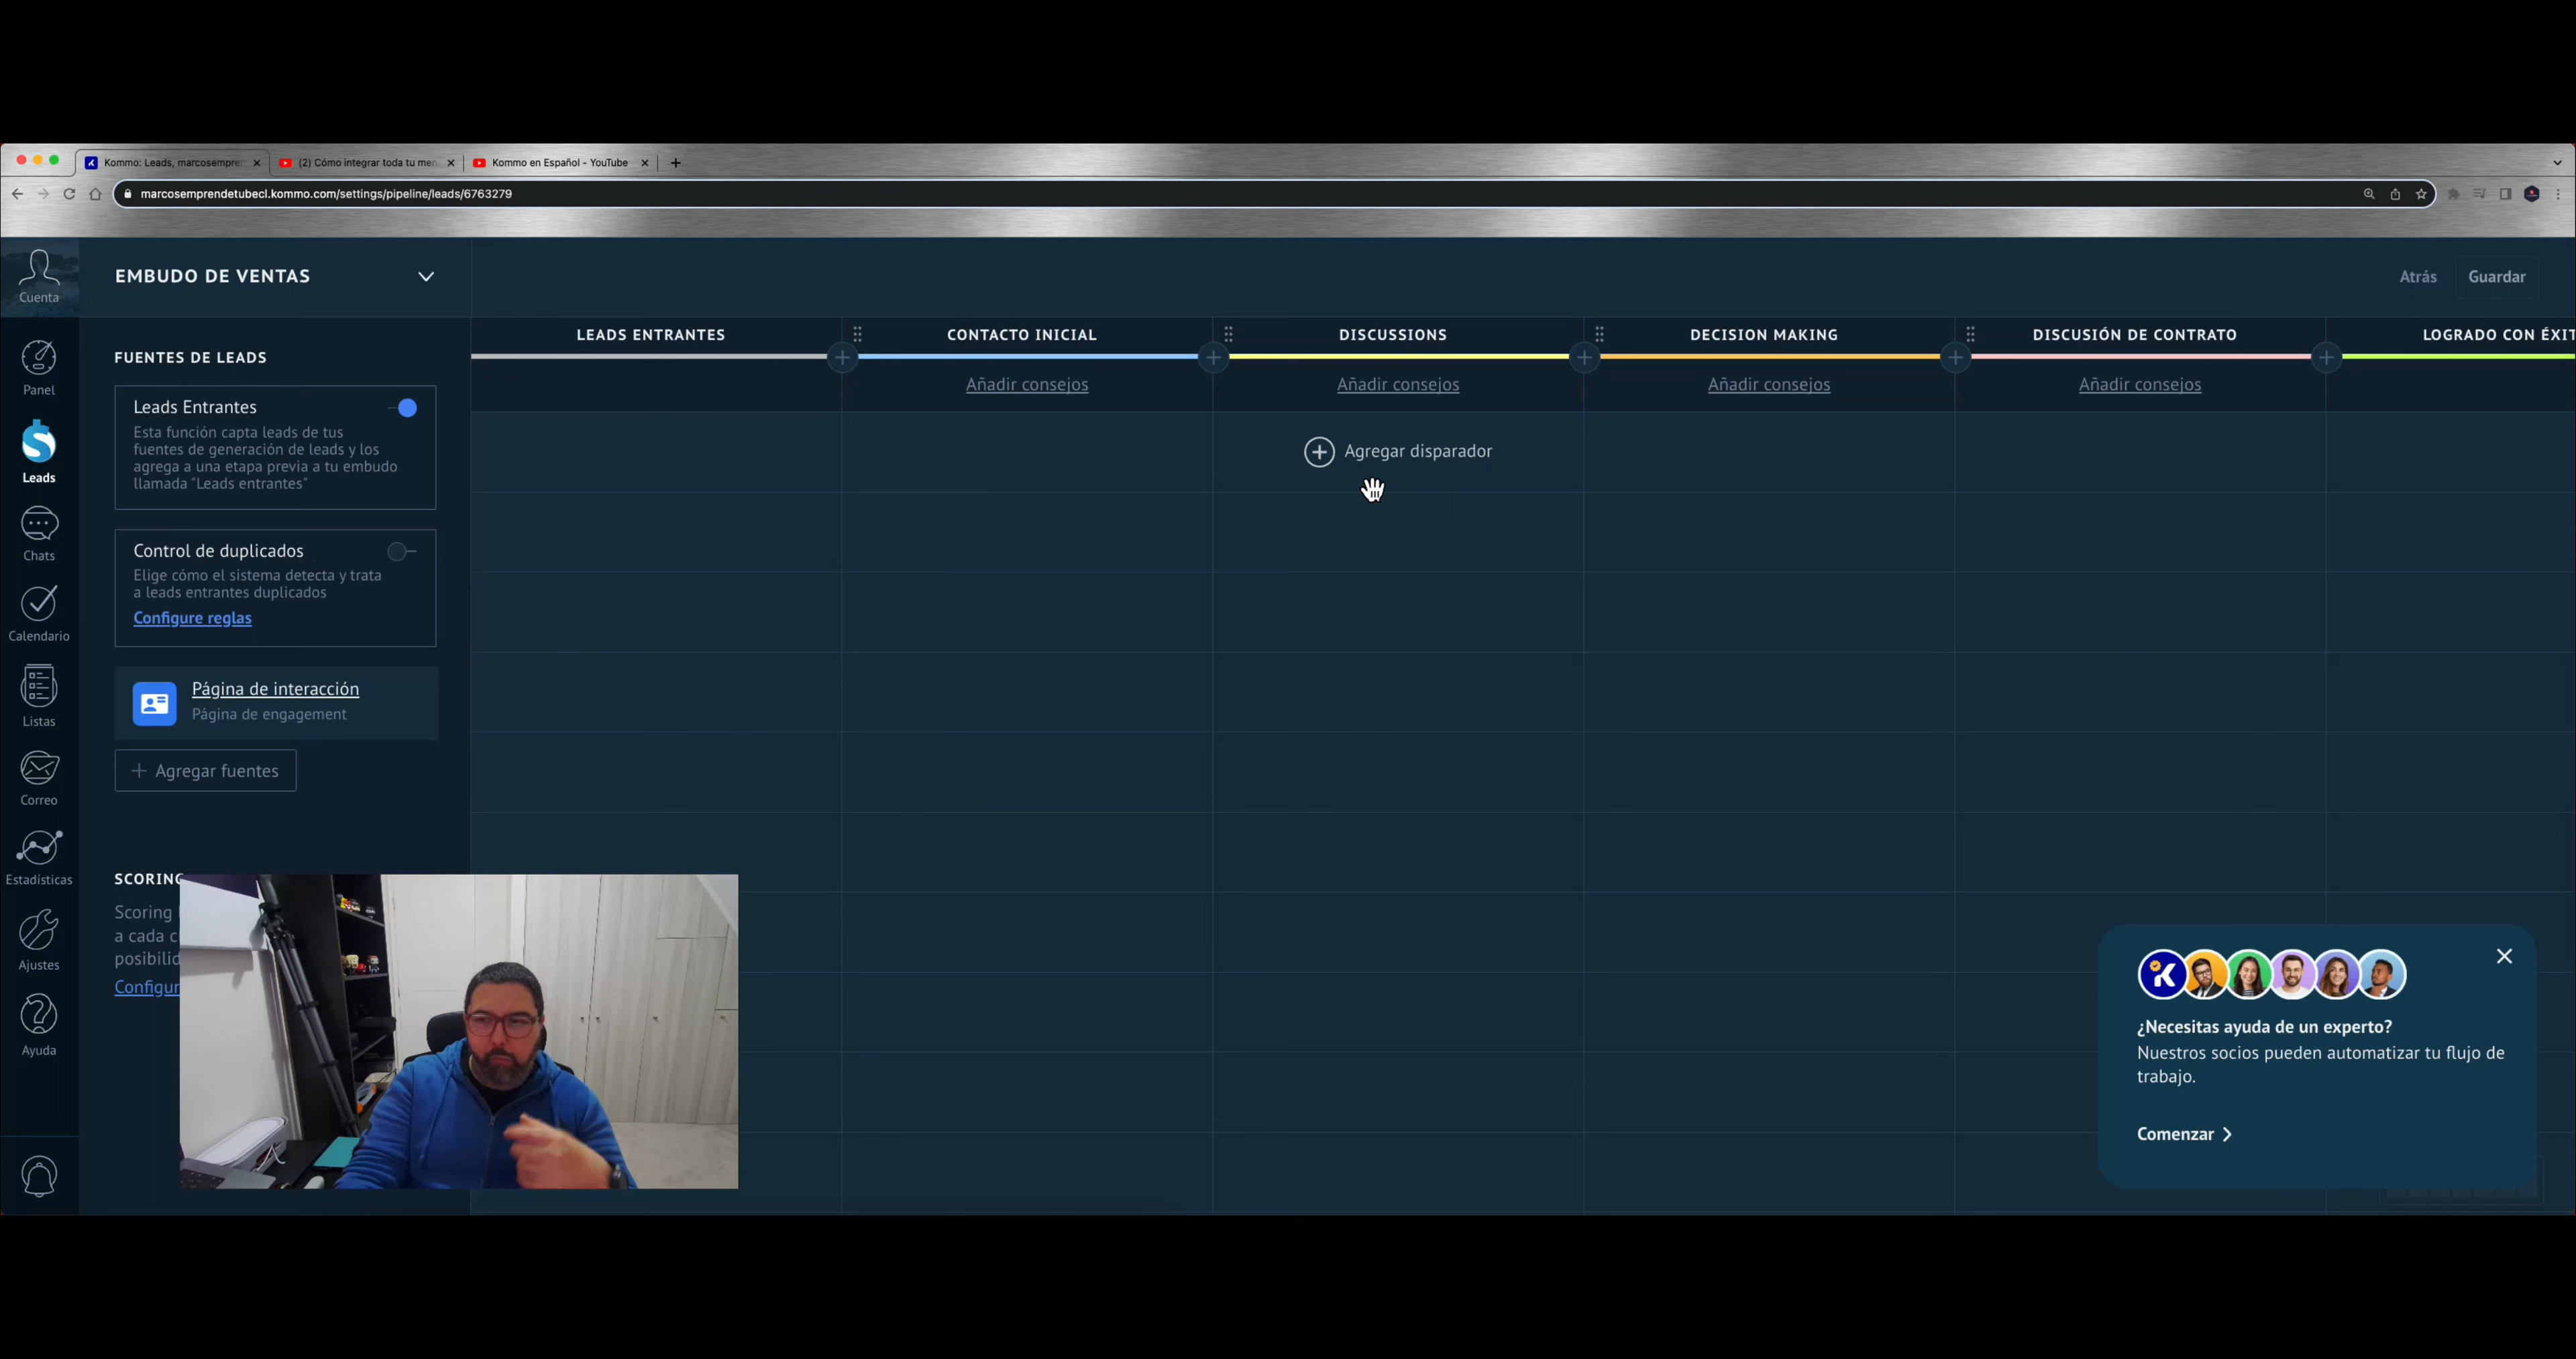 Kommo: Leads, marcosempren
(2) Cómo integrar toda tu men
Kommo en Español - YouTube
marcosemprendetubecl.kommo.com/settings/pipeline/leads/6763279
Cuenta
EMBUDO DE VENTAS
Atrás
Guardar
Panel
Leads
Chats
Calendario
Listas
Correo
Estadísticas
Ajustes
Ayuda
FUENTES DE LEADS
Leads Entrantes
Esta función capta leads de tus
fuentes de generación de leads y los
agrega a una etapa previa a tu embudo
llamada "Leads entrantes"
Control de duplicados
Elige cómo el sistema detecta y trata
a leads entrantes duplicados
Configure reglas
Página de interacción
Página de engagement
Agregar fuentes
SCORING
Scoring
a cada c
posibilid
Configur
LEADS ENTRANTES
CONTACTO INICIAL
DISCUSSIONS
DECISION MAKING
DISCUSIÓN DE CONTRATO
LOGRADO CON ÉXIT
Añadir consejos
Añadir consejos
Añadir consejos
Añadir consejos
Agregar disparador
¿Necesitas ayuda de un experto?
Nuestros socios pueden automatizar tu flujo de
trabajo.
Comenzar